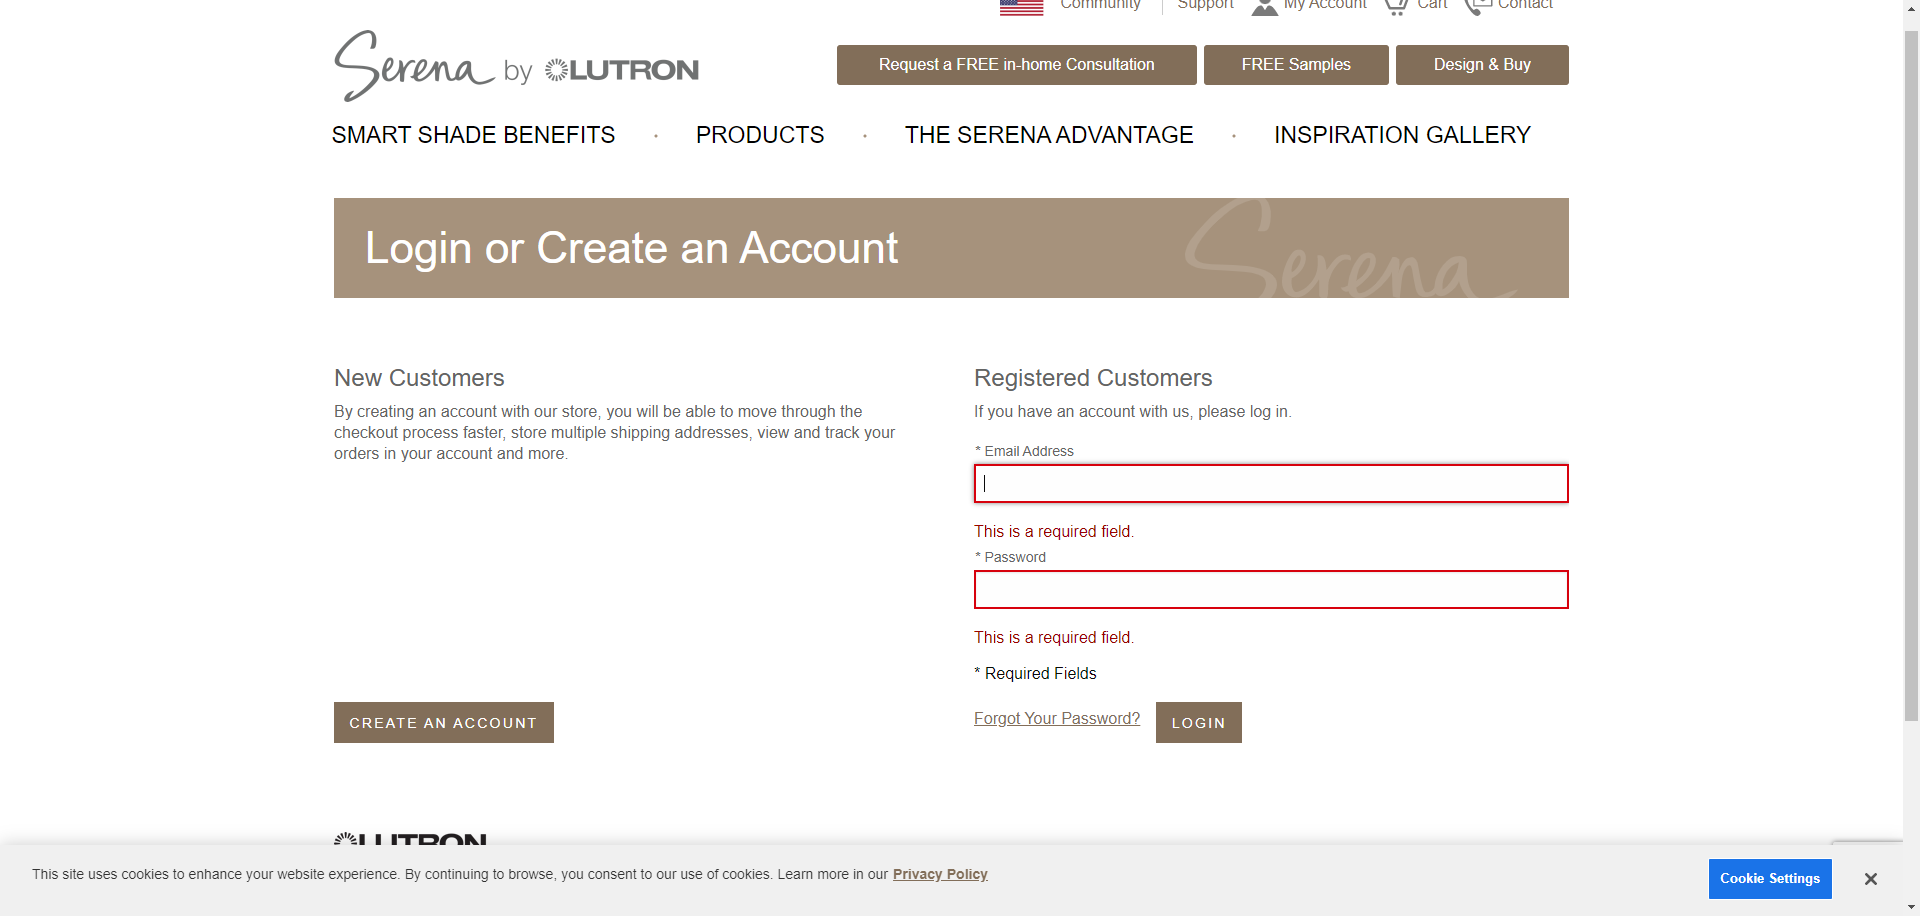 Community
Support
My Account
Cart
Contact
Serena by LUTRON
Request a FREE in-home Consultation
FREE Samples
Design & Buy
SMART SHADE BENEFITS
PRODUCTS
THE SERENA ADVANTAGE
INSPIRATION GALLERY
Login or Create an Account
Serena
New Customers
By creating an account with our store, you will be able to move through the
checkout process faster, store multiple shipping addresses, view and track your
orders in your account and more.
CREATE AN ACCOUNT
Registered Customers
If you have an account with us, please log in.
* Email Address
This is a required field.
* Password
This is a required field.
* Required Fields
Forgot Your Password?
LOGIN
LUTRON
This site uses cookies to enhance your website experience. By continuing to browse, you consent to our use of cookies. Learn more in our Privacy Policy
Cookie Settings